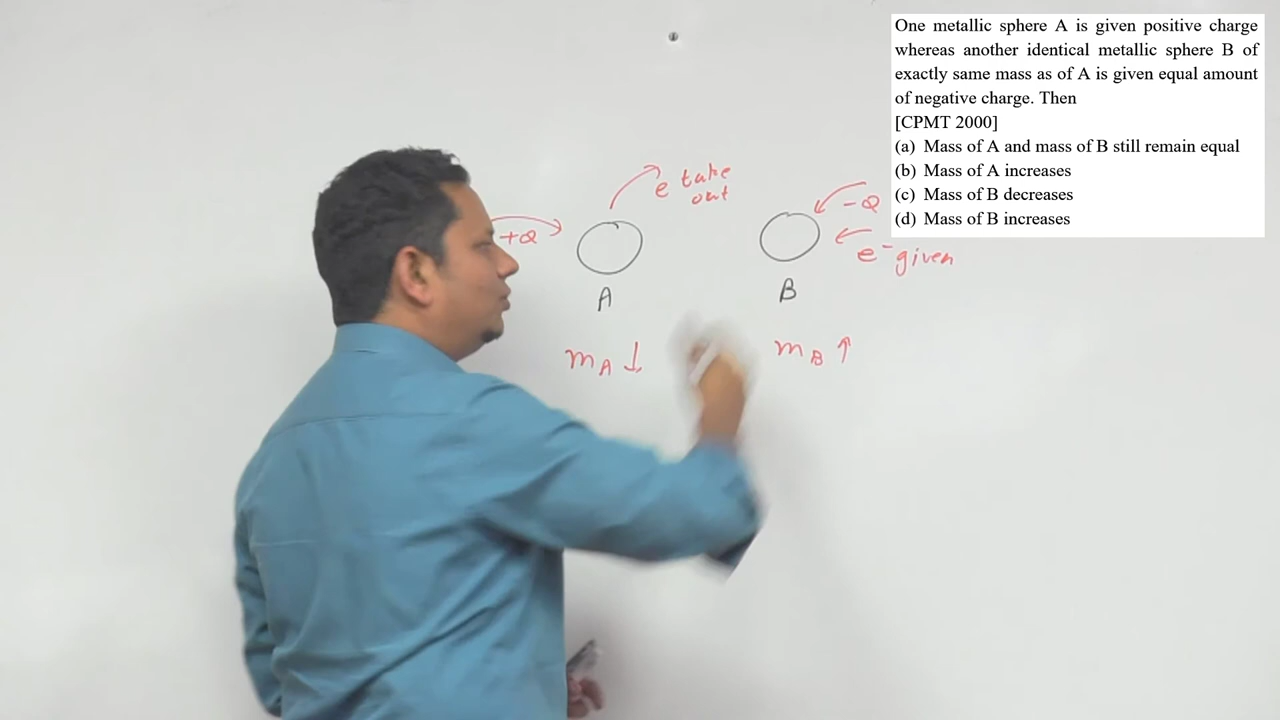 One metallic sphere A is given positive charge
whereas another identical metallic sphere B of
exactly same mass as of A is given equal amount
of negative charge. Then
[CPMT 2000]
(a) Mass of A and mass of B still remain equal
(b) Mass of A increases
(c) Mass of B decreases
(d) Mass of B increases
e take
out
+Q
A
-Q
e⁻ given
B
m_A ↓
m_B ↑